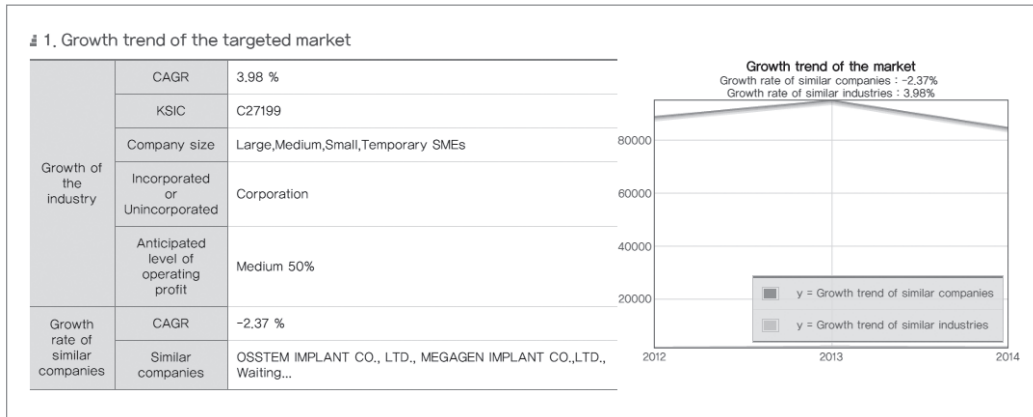 1. Growth trend of the targeted market
Growth of
the
industry
CAGR
3.98 %
KSIC
C27199
Company size
Large,Medium,Small,Temporary SMEs
Incorporated
or
Unincorporated
Corporation
Anticipated
level of
operating
profit
Medium 50%
Growth
rate of
similar
companies
CAGR
-2.37 %
Similar
companies
OSSTEM IMPLANT CO., LTD., MEGAGEN IMPLANT CO.,LTD.,
Waiting...
Growth trend of the market
Growth rate of similar companies : -2.37%
Growth rate of similar industries : 3.98%
80000
60000
40000
20000
y = Growth trend of similar companies
y = Growth trend of similar industries
2012
2013
2014